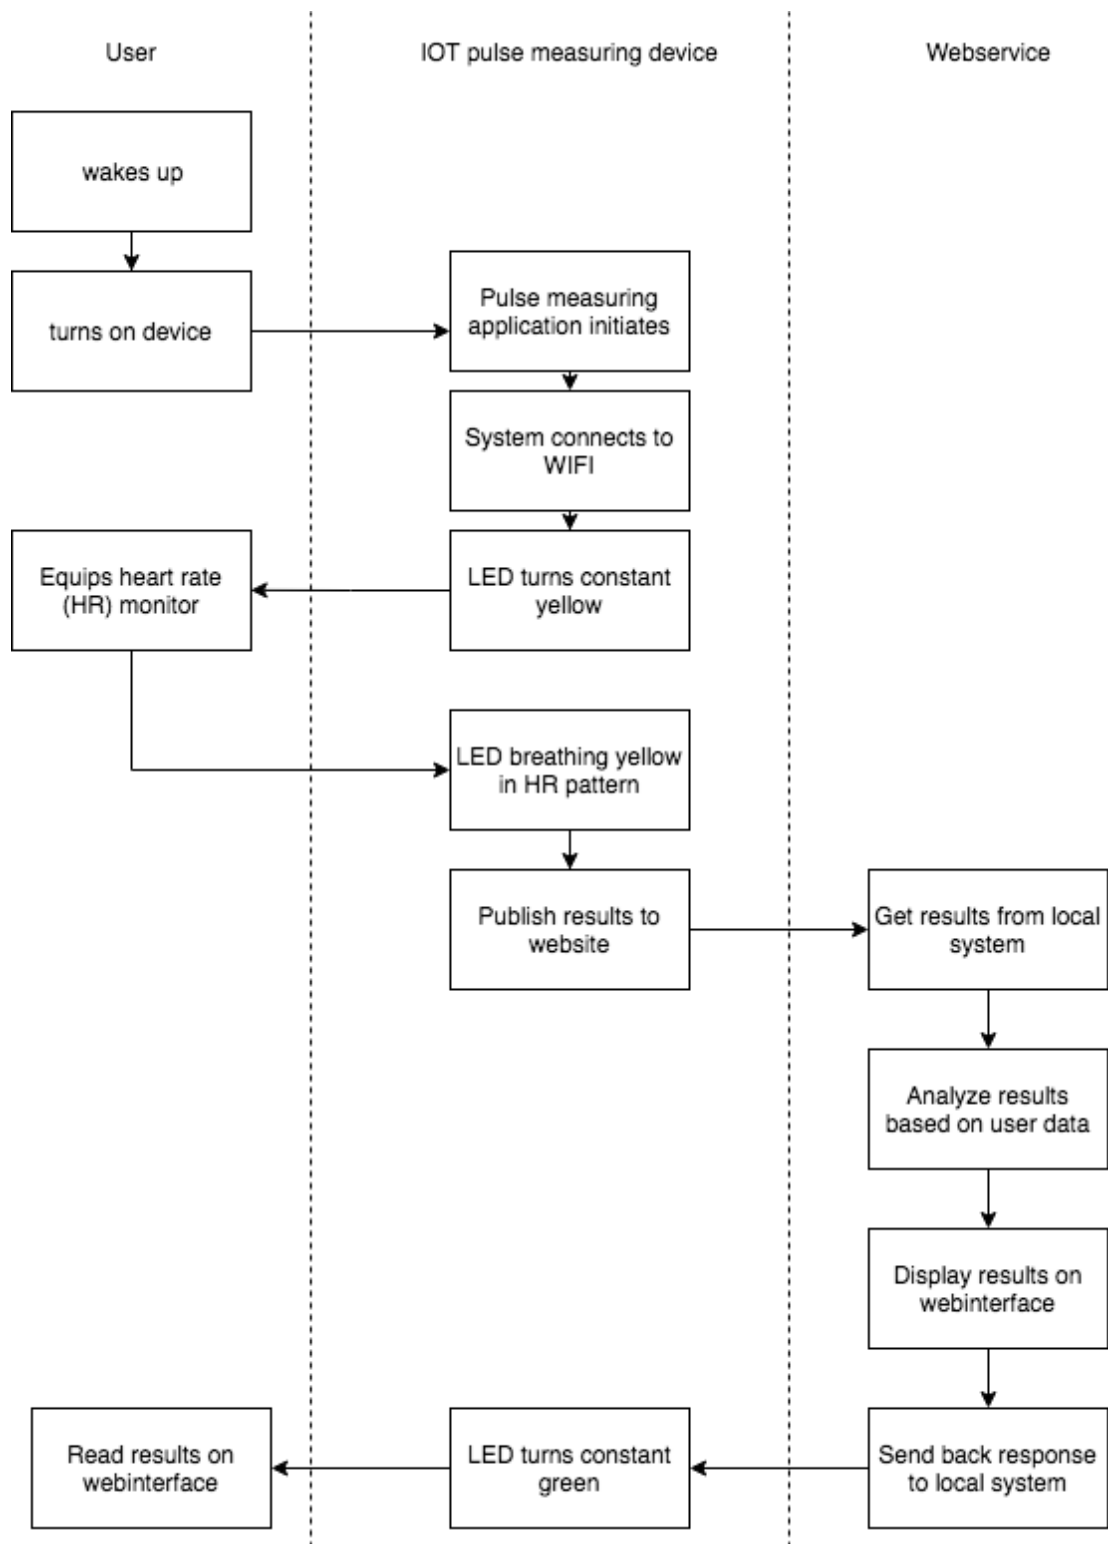 User
IOT pulse measuring device
Webservice
wakes up
turns on device
Pulse measuring
application initiates
System connects to
WIFI
LED turns constant
yellow
Equips heart rate
(HR) monitor
LED breathing yellow
in HR pattern
Publish results to
website
Get results from local
system
Analyze results
based on user data
Display results on
webinterface
Send back response
to local system
LED turns constant
green
Read results on
webinterface